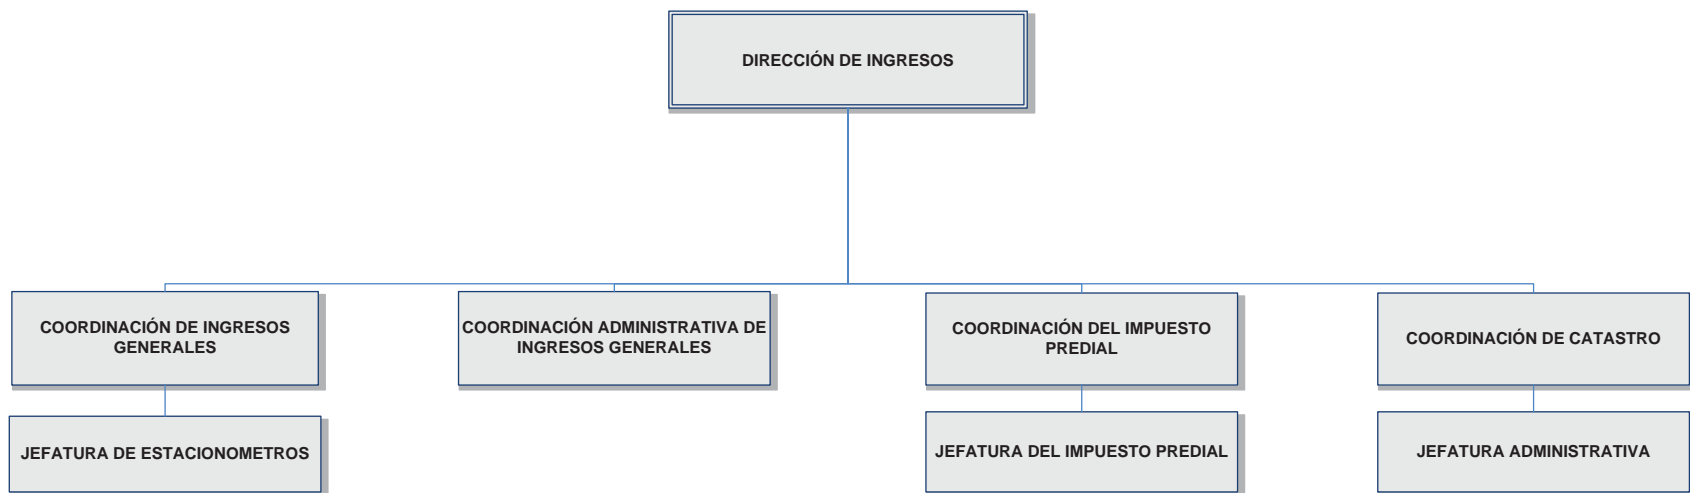 DIRECCIÓN DE INGRESOS
COORDINACIÓN DE INGRESOS
GENERALES
COORDINACIÓN ADMINISTRATIVA DE
INGRESOS GENERALES
COORDINACIÓN DEL IMPUESTO
PREDIAL
COORDINACIÓN DE CATASTRO
JEFATURA DE ESTACIONOMETROS
JEFATURA DEL IMPUESTO PREDIAL
JEFATURA ADMINISTRATIVA